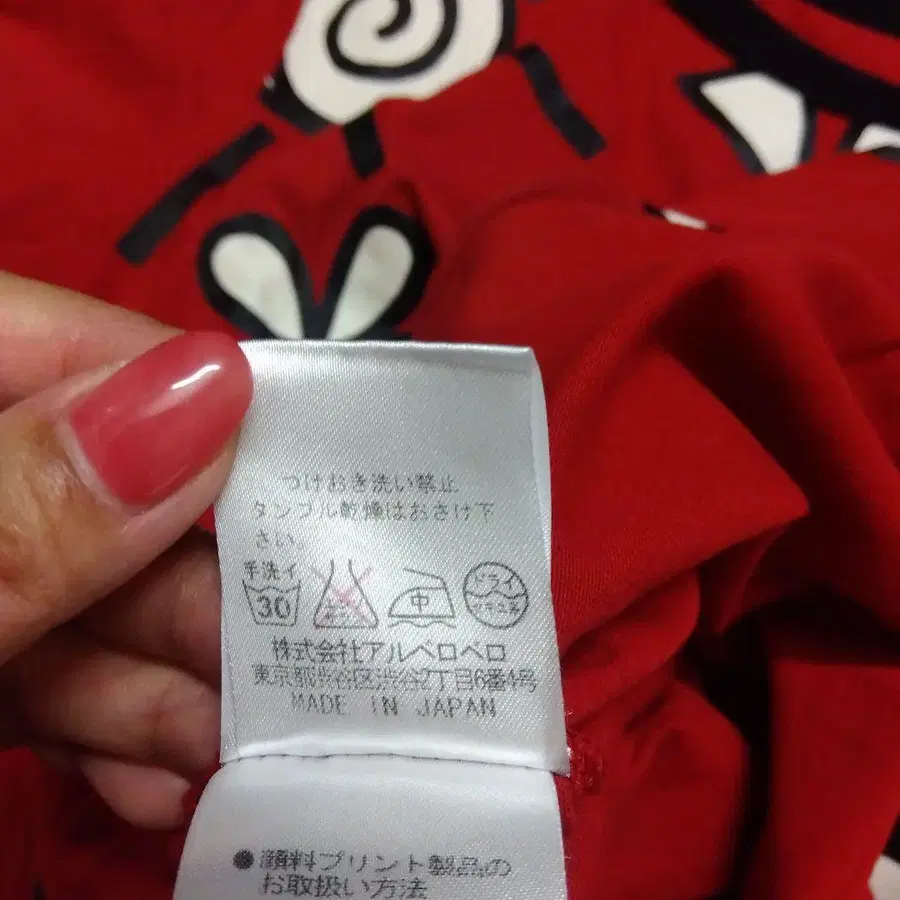 つけおき洗い禁止
タンブル乾燥はおさけ下
さい。
手洗イ
30
中
ドライ
株式会社アルベロベロ
東京都渋谷区渋谷2丁目6番4号
MADE IN JAPAN
●顔料プリント製品の
お取扱い方法